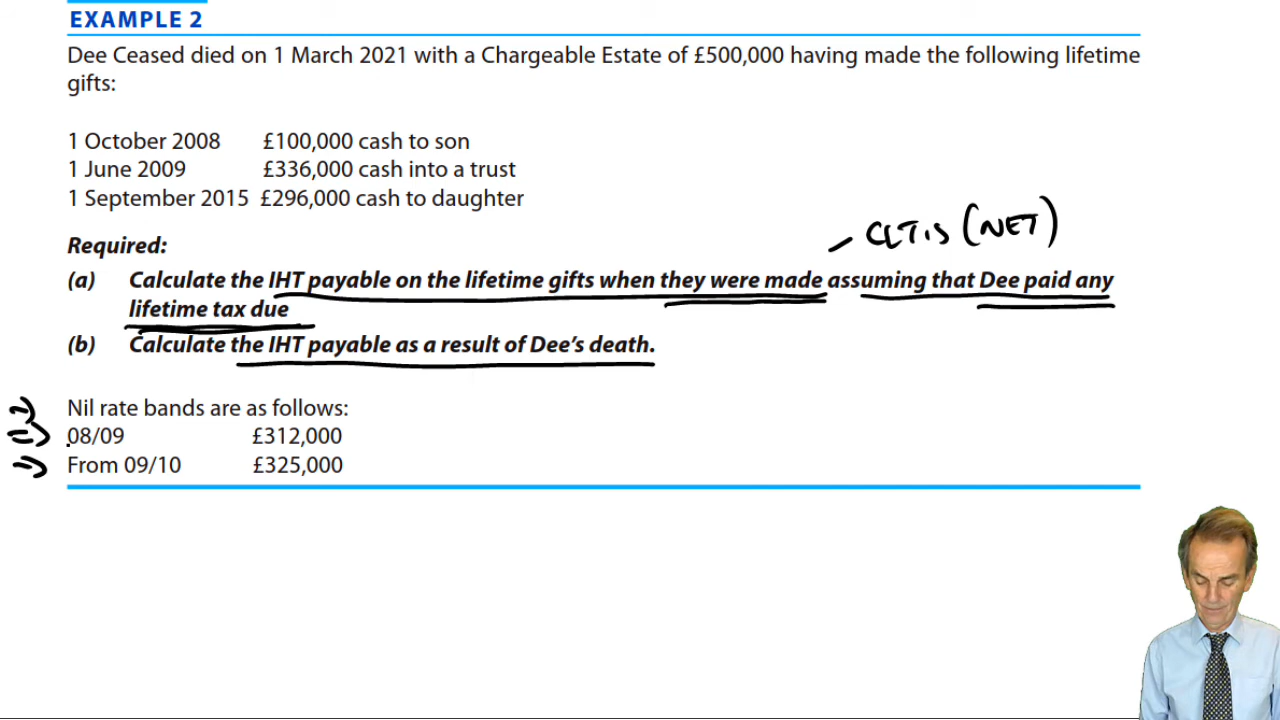 EXAMPLE 2
Dee Ceased died on 1 March 2021 with a Chargeable Estate of £500,000 having made the following lifetime
gifts:
1 October 2008 £100,000 cash to son
1 June 2009 £336,000 cash into a trust
1 September 2015 £296,000 cash to daughter
CLT's (NET)
Required:
(a) Calculate the IHT payable on the lifetime gifts when they were made assuming that Dee paid any
lifetime tax due
(b) Calculate the IHT payable as a result of Dee's death.
Nil rate bands are as follows:
08/09 £312,000
From 09/10 £325,000